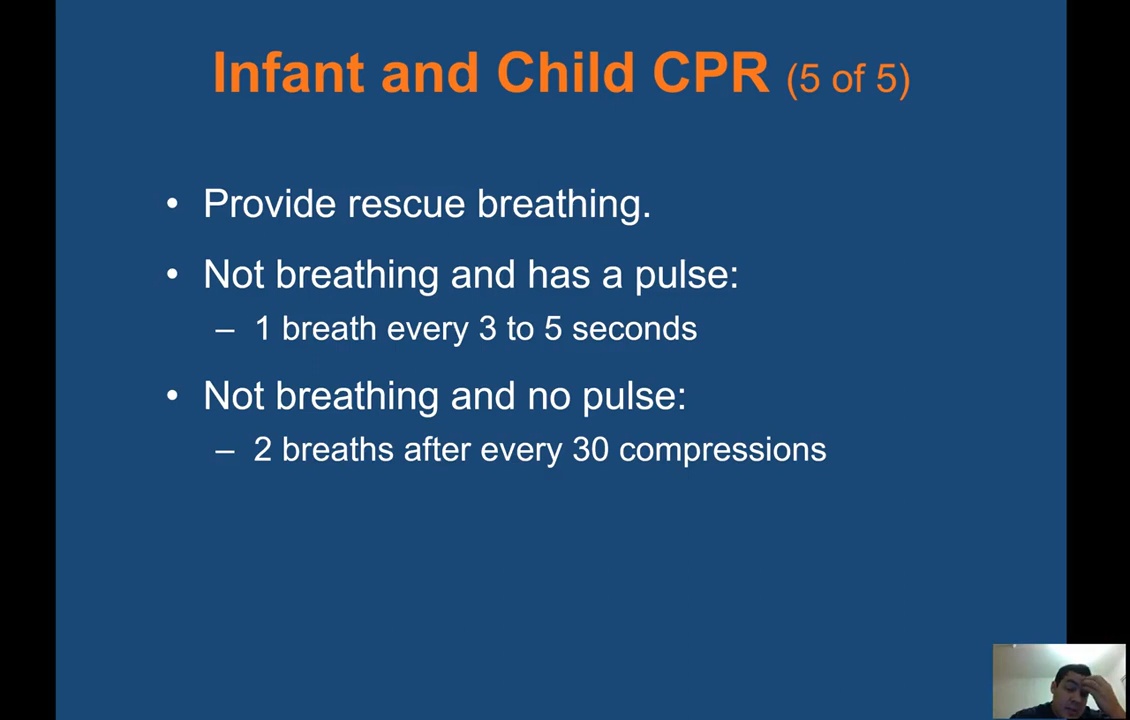 Infant and Child CPR (5 of 5)
• Provide rescue breathing.
• Not breathing and has a pulse:
– 1 breath every 3 to 5 seconds
• Not breathing and no pulse:
– 2 breaths after every 30 compressions